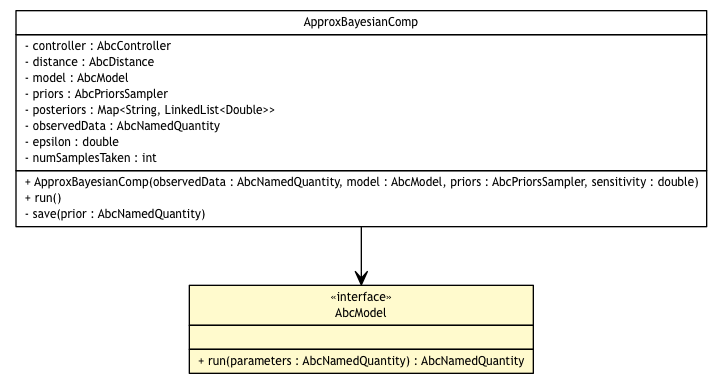 ApproxBayesianComp
- controller : AbcController
- distance : AbcDistance
- model : AbcModel
- priors : AbcPriorsSampler
- posteriors : Map<String, LinkedList<Double>>
- observedData : AbcNamedQuantity
- epsilon : double
- numSamplesTaken : int
+ ApproxBayesianComp(observedData : AbcNamedQuantity, model : AbcModel, priors : AbcPriorsSampler, sensitivity : double)
+ run()
- save(prior : AbcNamedQuantity)
«interface»
AbcModel
+ run(parameters : AbcNamedQuantity) : AbcNamedQuantity